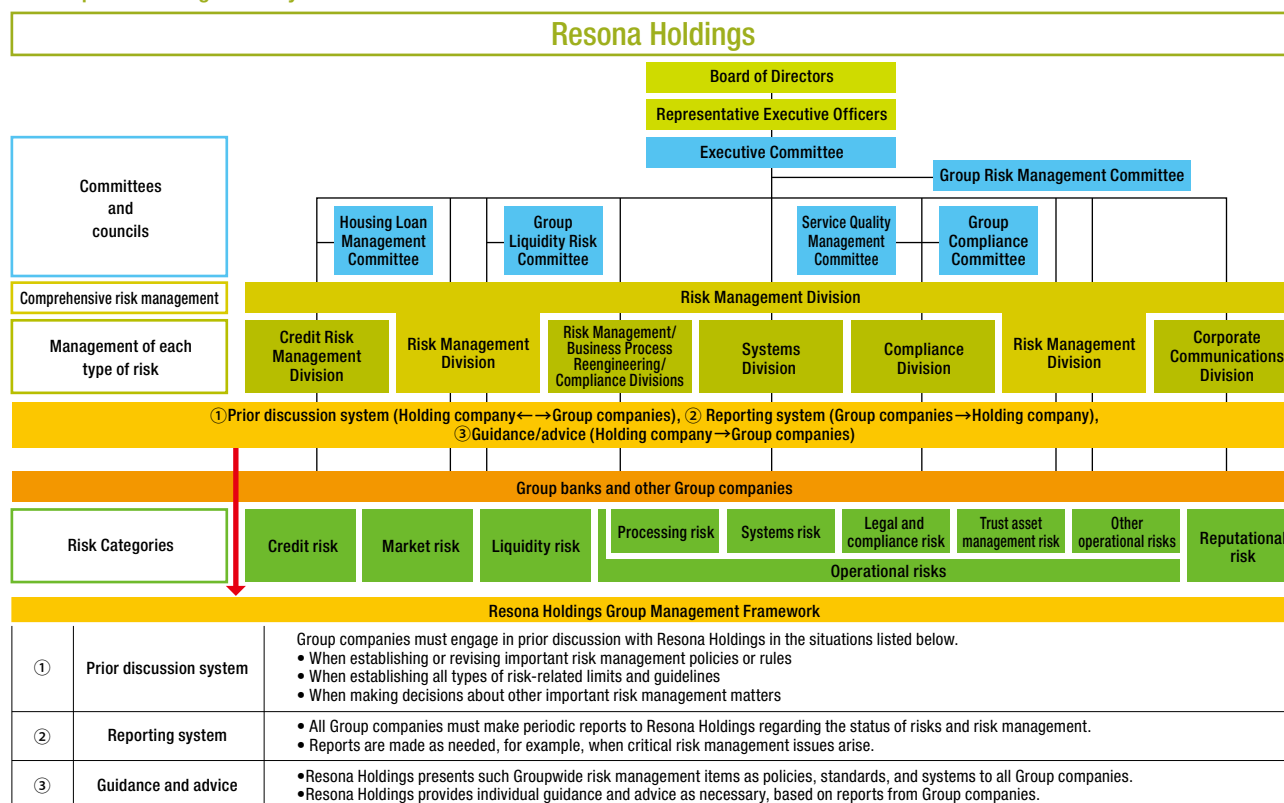 Resona Holdings
Board of Directors
Representative Executive Officers
Executive Committee
Group Risk Management Committee
Committees
and
councils
Housing Loan
Management
Committee
Group
Liquidity Risk
Committee
Service Quality
Management
Committee
Group
Compliance
Committee
Comprehensive risk management
Risk Management Division
Management of each
type of risk
Credit Risk
Management
Division
Risk Management
Division
Risk Management/
Business Process
Reengineering/
Compliance Divisions
Systems
Division
Compliance
Division
Risk Management
Division
Corporate
Communications
Division
①Prior discussion system (Holding company←→Group companies), ② Reporting system (Group companies→Holding company),
③Guidance/advice (Holding company→Group companies)
Group banks and other Group companies
Risk Categories
Credit risk
Market risk
Liquidity risk
Processing risk
Systems risk
Legal and
compliance risk
Trust asset
management risk
Other
operational risks
Operational risks
Reputational
risk
Resona Holdings Group Management Framework
①
Prior discussion system
Group companies must engage in prior discussion with Resona Holdings in the situations listed below.
• When establishing or revising important risk management policies or rules
• When establishing all types of risk-related limits and guidelines
• When making decisions about other important risk management matters
②
Reporting system
• All Group companies must make periodic reports to Resona Holdings regarding the status of risks and risk management.
• Reports are made as needed, for example, when critical risk management issues arise.
③
Guidance and advice
•Resona Holdings presents such Groupwide risk management items as policies, standards, and systems to all Group companies.
•Resona Holdings provides individual guidance and advice as necessary, based on reports from Group companies.